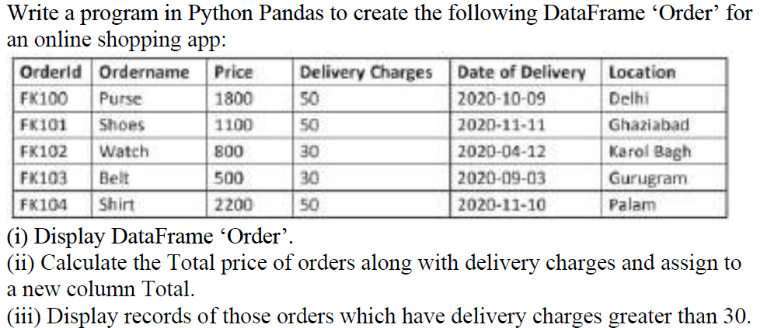 Write a program in Python Pandas to create the following DataFrame ‘Order’ for
an online shopping app:
OrderId Ordername Price Delivery Charges Date of Delivery Location
FK100 Purse 1800 50 2020-10-09 Delhi
FK101 Shoes 1100 50 2020-11-11 Ghaziabad
FK102 Watch 800 30 2020-04-12 Karol Bagh
FK103 Belt 500 30 2020-09-03 Gurugram
FK104 Shirt 2200 50 2020-11-10 Palam
(i) Display DataFrame ‘Order’.
(ii) Calculate the Total price of orders along with delivery charges and assign to
a new column Total.
(iii) Display records of those orders which have delivery charges greater than 30.